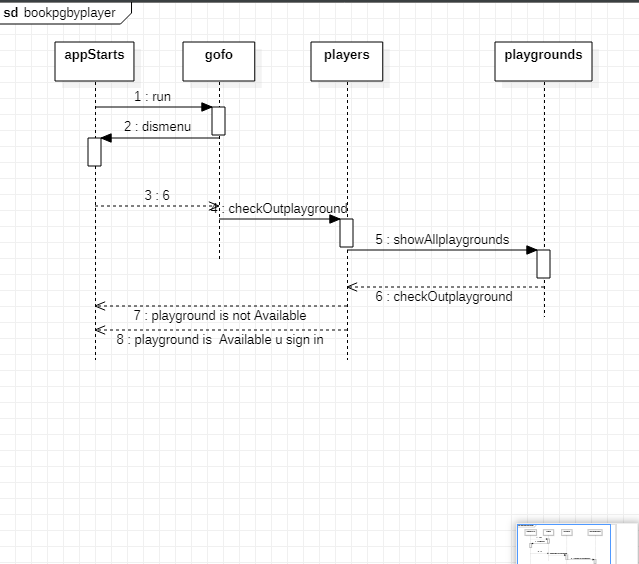 sd bookpgbyplayer
appStarts
gofo
players
playgrounds
1 : run
2 : dismenu
3 : 6
4 : checkOutplayground
5 : showAllplaygrounds
6 : checkOutplayground
7 : playground is not Available
8 : playground is  Available u sign in